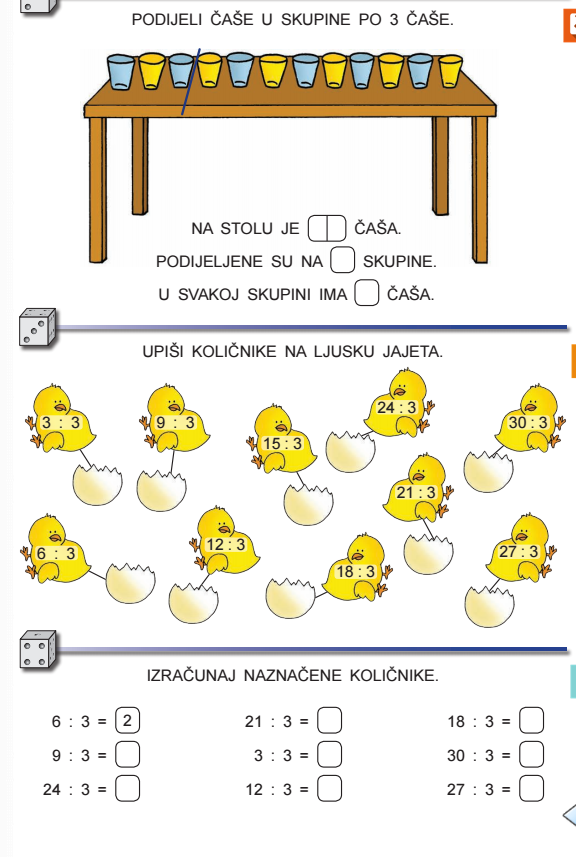 PODIJELI ČAŠE U SKUPINE PO 3 ČAŠE.
NA STOLU JE ČAŠA.
PODIJELJENE SU NA SKUPINE.
U SVAKOJ SKUPINI IMA ČAŠA.
UPIŠI KOLIČNIKE NA LJUSKU JAJETA.
3 : 3
9 : 3
15 : 3
24 : 3
30 : 3
21 : 3
6 : 3
12 : 3
18 : 3
27 : 3
IZRAČUNAJ NAZNAČENE KOLIČNIKE.
6 : 3 = 2 21 : 3 = 18 : 3 =
9 : 3 = 3 : 3 = 30 : 3 =
24 : 3 = 12 : 3 = 27 : 3 =